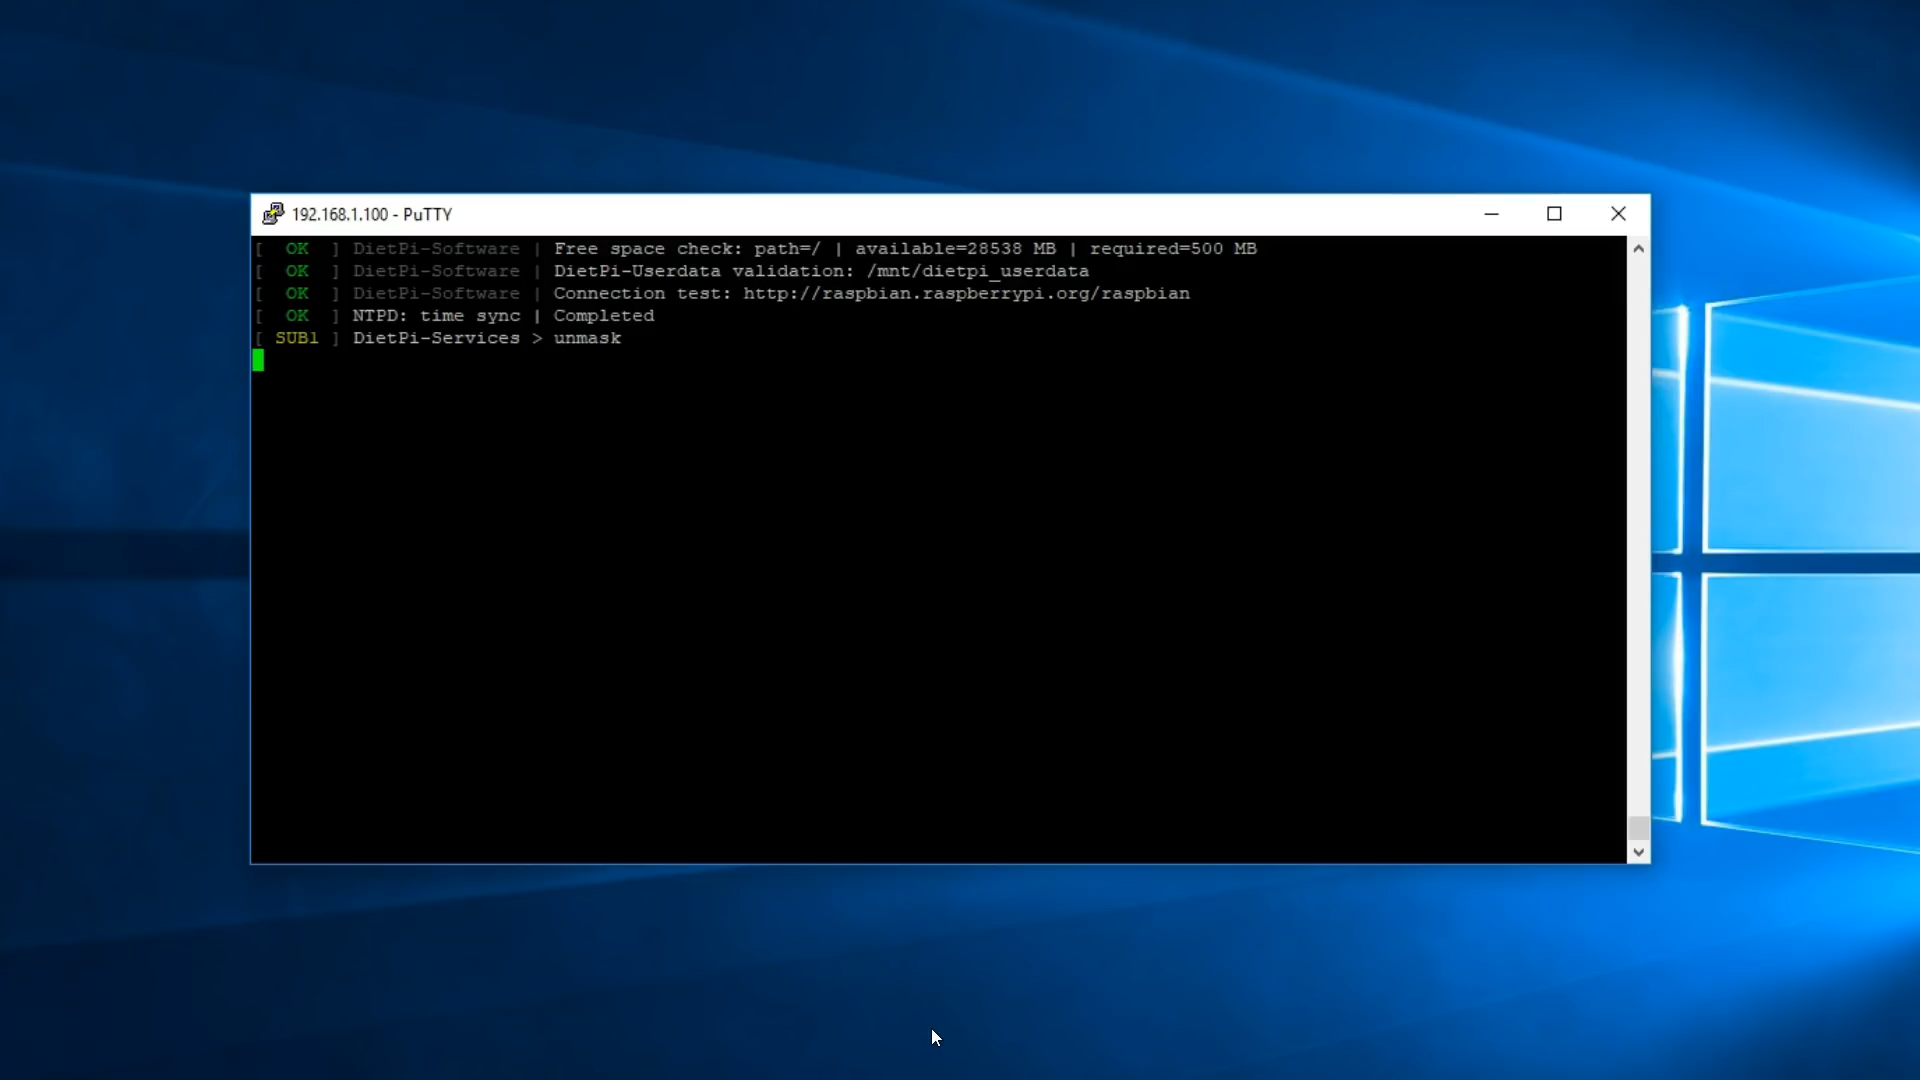 192.168.1.100 - PuTTY
[  OK  ] DietPi-Software | Free space check: path=/ | available=28538 MB | required=500 MB
[  OK  ] DietPi-Software | DietPi-Userdata validation: /mnt/dietpi_userdata
[  OK  ] DietPi-Software | Connection test: http://raspbian.raspberrypi.org/raspbian
[  OK  ] NTPD: time sync | Completed
[ SUB1 ] DietPi-Services > unmask